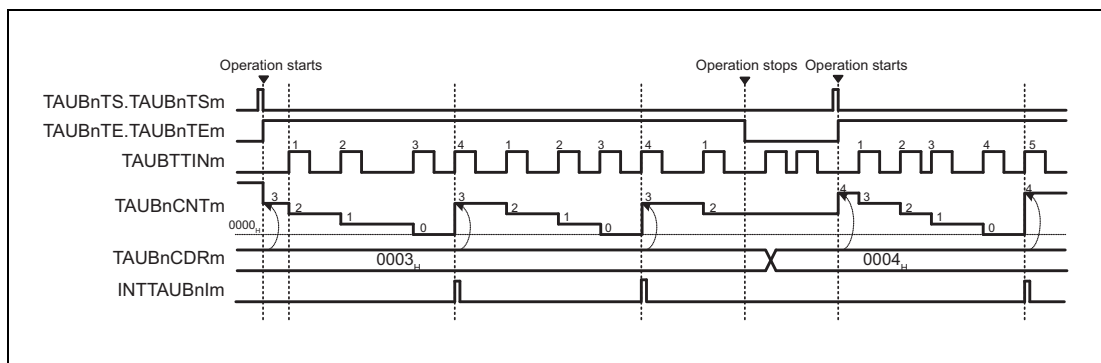 Operation starts
Operation stops Operation starts
TAUBnTS.TAUBnTSm
TAUBnTE.TAUBnTEm
1 2 3 4 1 2 3 4 1 1 2 3 4 5
TAUBTTINm
3 2 1 0 3 2 1 0 3 2 4 3 2 1 0 4
TAUBnCNTm
0000H
TAUBnCDRm
0003H
0004H
INTTAUBnIm